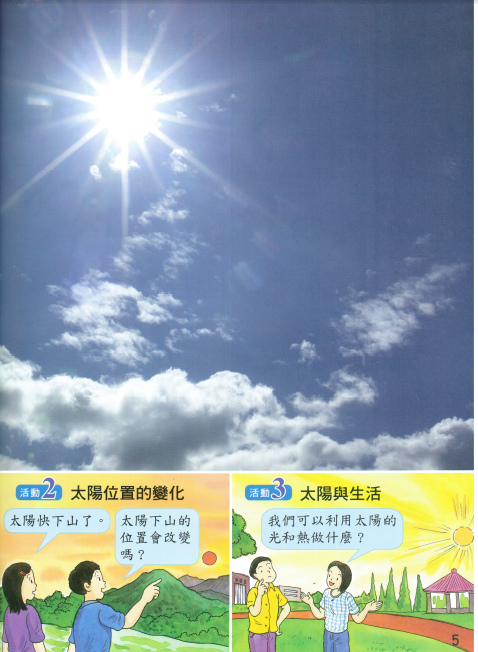 活動2 太陽位置的變化
太陽快下山了。
太陽下山的
位置會改變
嗎？
活動3 太陽與生活
我們可以利用太陽的
光和熱做什麼？
5